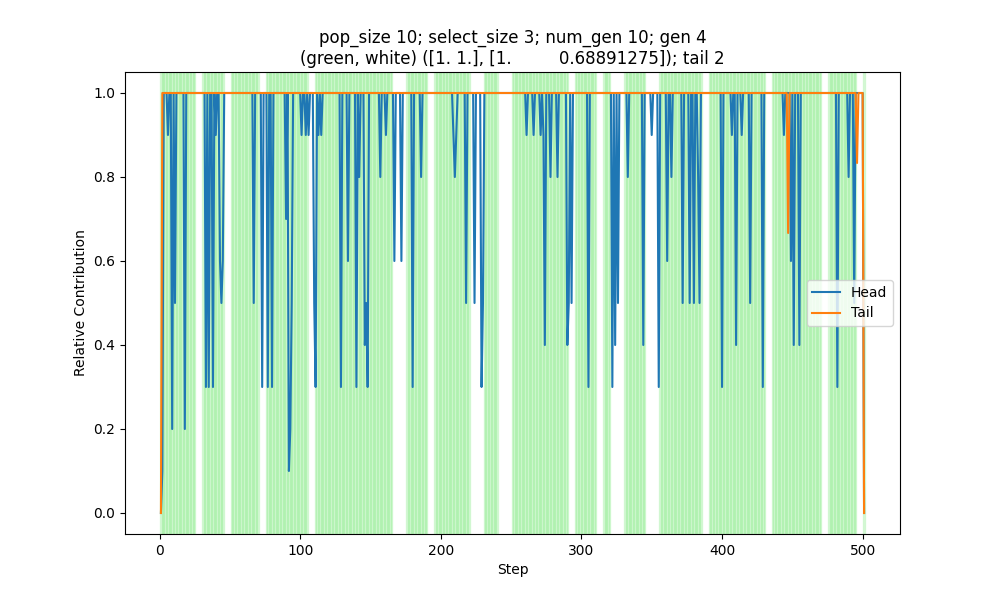 pop_size 10; select_size 3; num_gen 10; gen 4
(green, white) ([1. 1.], [1.          0.68891275]); tail 2
1.0
0.8
0.6
0.4
0.2
0.0
Relative Contribution
Head
Tail
0
100
200
300
400
500
Step